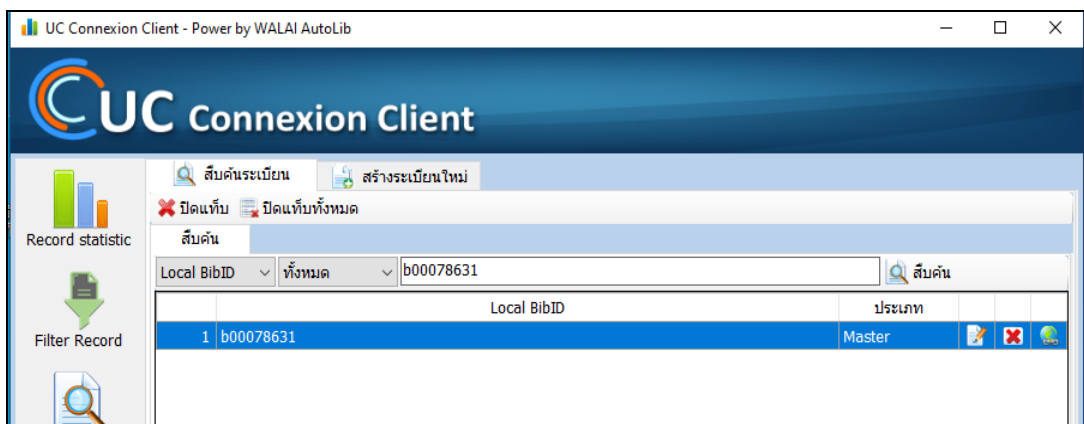 UC Connexion Client - Power by WALAI AutoLib
UC Connexion Client
สืบค้นระเบียน สร้างระเบียนใหม่
ปิดแท็บ ปิดแท็บทั้งหมด
Record statistic
สืบค้น
Local BibID ทั้งหมด b00078631 สืบค้น
Local BibID ประเภท
1 b00078631 Master
Filter Record